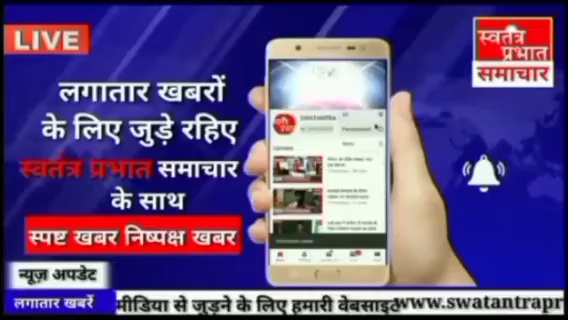 LIVE
स्वतंत्र
प्रभात
समाचार
लगातार खबरों
के लिए जुड़े रहिए
स्वतंत्र प्रभात समाचार
के साथ
स्पष्ट खबर निष्पक्ष खबर
न्यूज़ अपडेट
लगातार खबरें
मीडिया से जुड़ने के लिए हमारी वेबसाइट www.swatantrapr